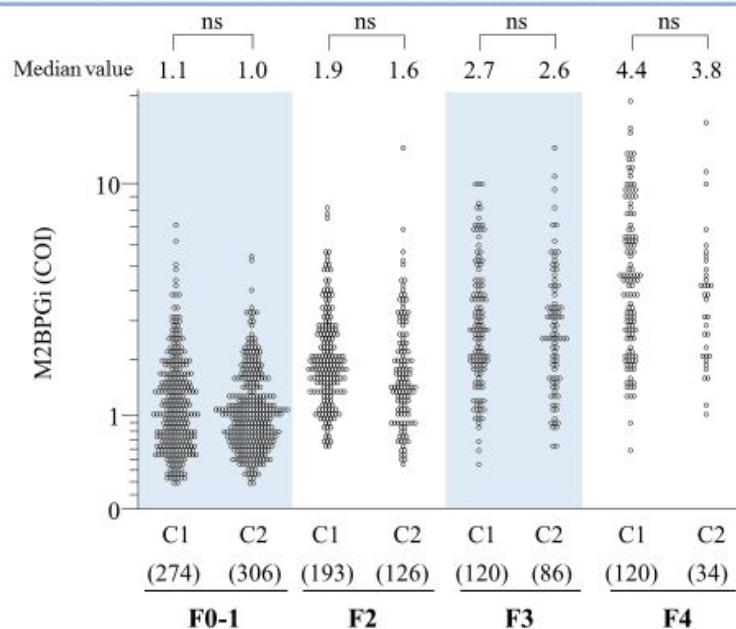 ns ns ns ns
Median value 1.1 1.0 1.9 1.6 2.7 2.6 4.4 3.8
10
M2BPGi (COI)
1
0
C1 C2 C1 C2 C1 C2 C1 C2
(274) (306) (193) (126) (120) (86) (120) (34)
F0-1 F2 F3 F4